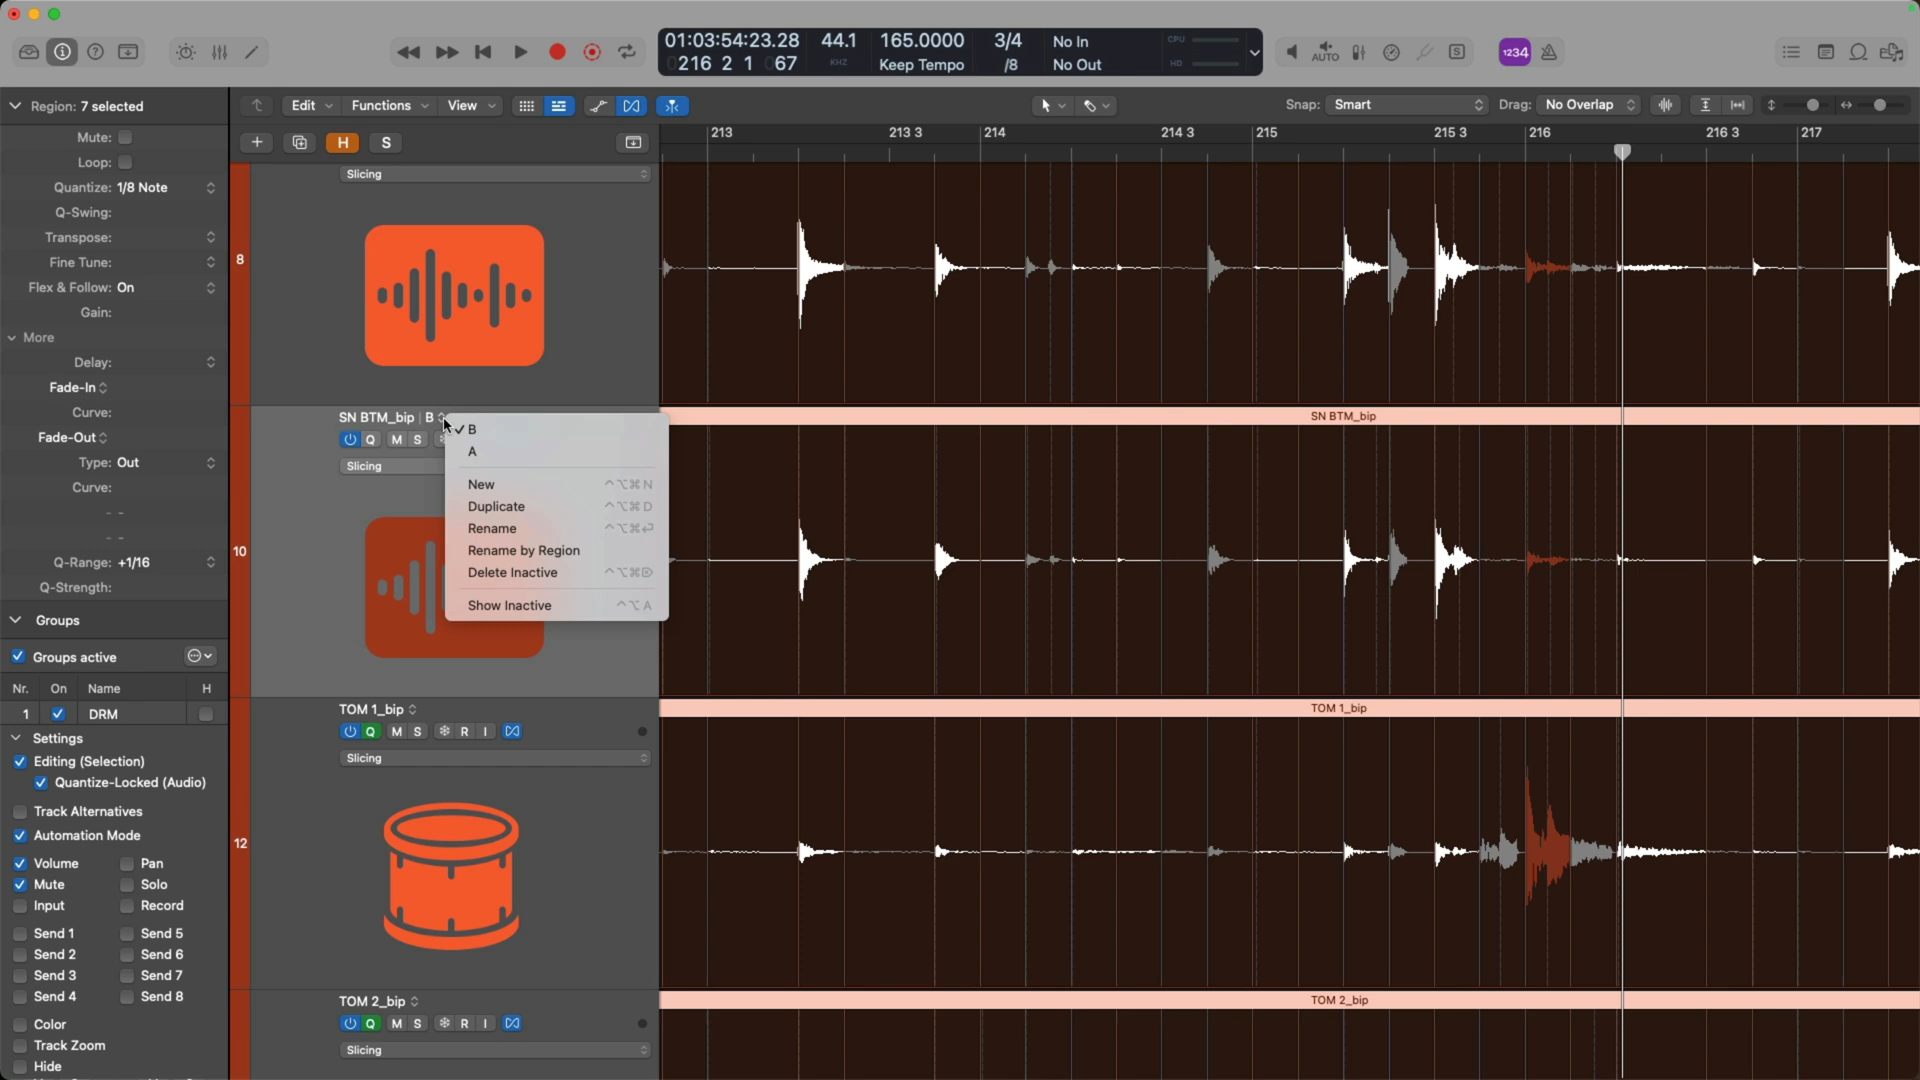 01:03:54:23.28
216 2 1 067
44.1
KHZ
165.0000
Keep Tempo
3/4
/8
No In
No Out
CPU
HD
AUTO
S
1234
Region: 7 selected
Edit
Functions
View
Snap: Smart
Drag: No Overlap
H
S
213
213 3
214
214 3
215
215 3
216
216 3
217
Mute:
Loop:
Quantize: 1/8 Note
Q-Swing:
Transpose:
Fine Tune:
Flex & Follow: On
Gain:
More
Delay:
Fade-In
Curve:
Fade-Out
Type: Out
Curve:
- -
- -
Q-Range: +1/16
Q-Strength:
Groups
Groups active
Nr.
On
Name
H
1
DRM
Settings
Editing (Selection)
Quantize-Locked (Audio)
Track Alternatives
Automation Mode
Volume
Pan
Mute
Solo
Input
Record
Send 1
Send 5
Send 2
Send 6
Send 3
Send 7
Send 4
Send 8
Color
Track Zoom
Hide
Slicing
8
SN BTM_bip
B
Q M S
Slicing
10
B
A
New ⌃⌥⌘N
Duplicate ⌃⌥⌘D
Rename ⌃⌥⌘↩
Rename by Region
Delete Inactive ⌃⌥⌘⌦
Show Inactive ⌃⌥A
SN BTM_bip
TOM 1_bip
Q M S R I
Slicing
12
TOM 1_bip
TOM 2_bip
Q M S R I
Slicing
TOM 2_bip